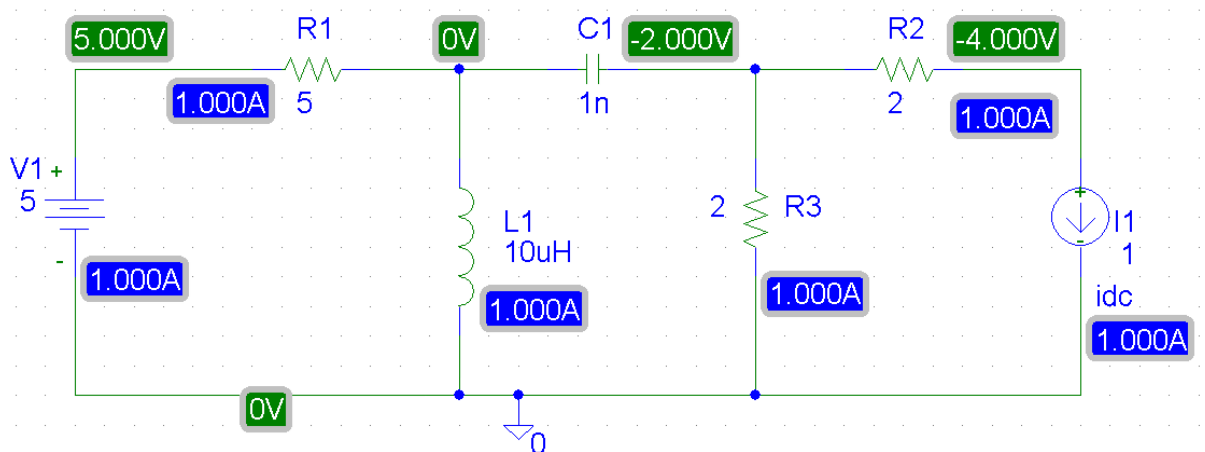 5.000V
R1
0V
C1
-2.000V
R2
-4.000V
1.000A
5
1n
2
1.000A
V1
+
5
-
1.000A
L1
10uH
1.000A
2
R3
1.000A
+
-
I1
1
idc
1.000A
0V
0